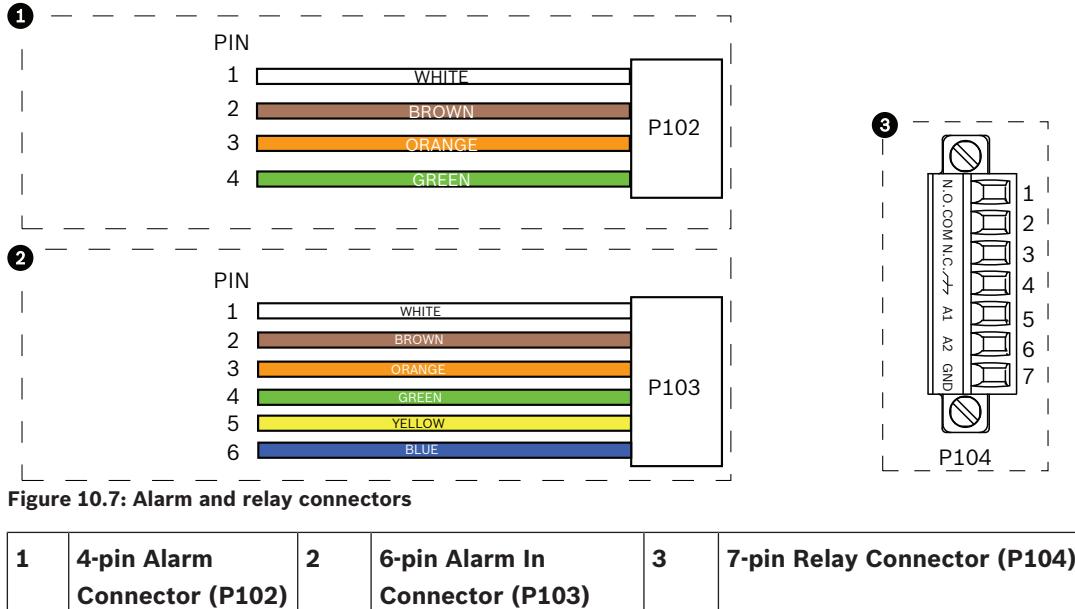 1
PIN
1 WHITE
2 BROWN
3 ORANGE
4 GREEN
P102
2
PIN
1 WHITE
2 BROWN
3 ORANGE
4 GREEN
5 YELLOW
6 BLUE
P103
3
N.O. 1
COM 2
N.C. 3
4
A1 5
A2 6
GND 7
P104
Figure 10.7: Alarm and relay connectors
1 4-pin Alarm Connector (P102) 2 6-pin Alarm In Connector (P103) 3 7-pin Relay Connector (P104)